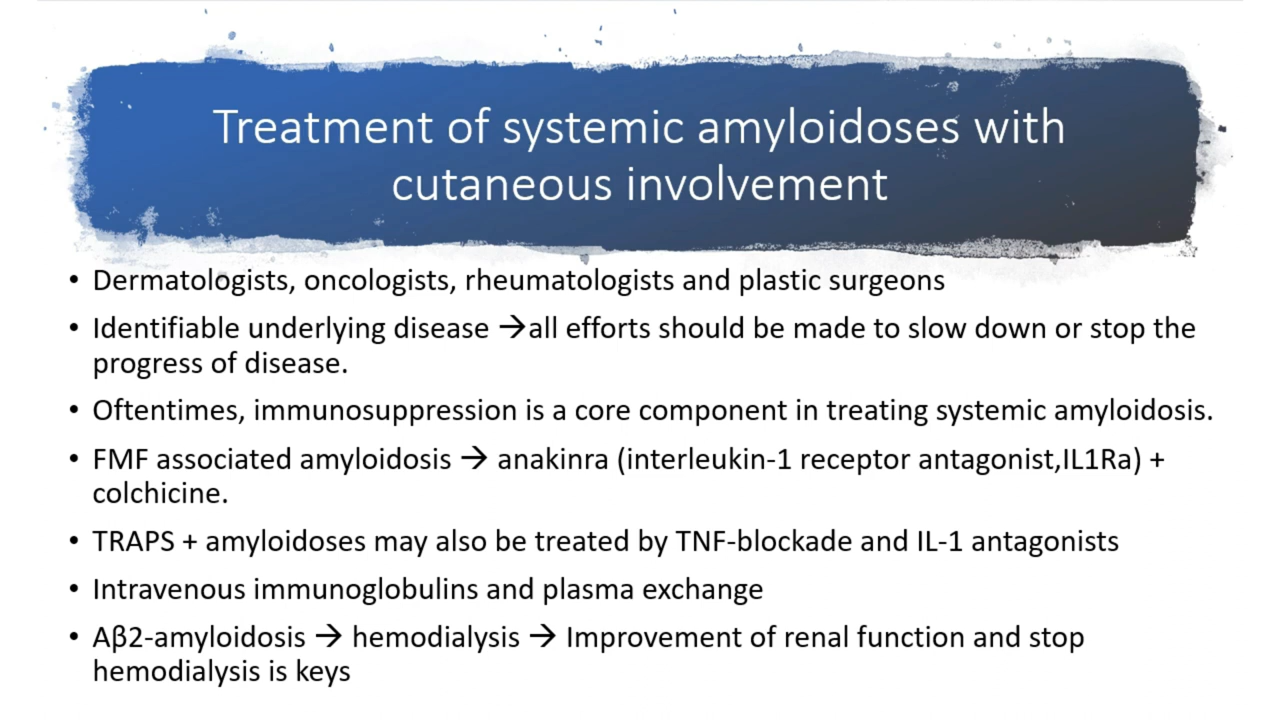 Treatment of systemic amyloidoses with
cutaneous involvement
• Dermatologists, oncologists, rheumatologists and plastic surgeons
• Identifiable underlying disease →all efforts should be made to slow down or stop the
progress of disease.
• Oftentimes, immunosuppression is a core component in treating systemic amyloidosis.
• FMF associated amyloidosis → anakinra (interleukin-1 receptor antagonist,IL1Ra) +
colchicine.
• TRAPS + amyloidoses may also be treated by TNF-blockade and IL-1 antagonists
• Intravenous immunoglobulins and plasma exchange
• Aβ2-amyloidosis → hemodialysis → Improvement of renal function and stop
hemodialysis is keys